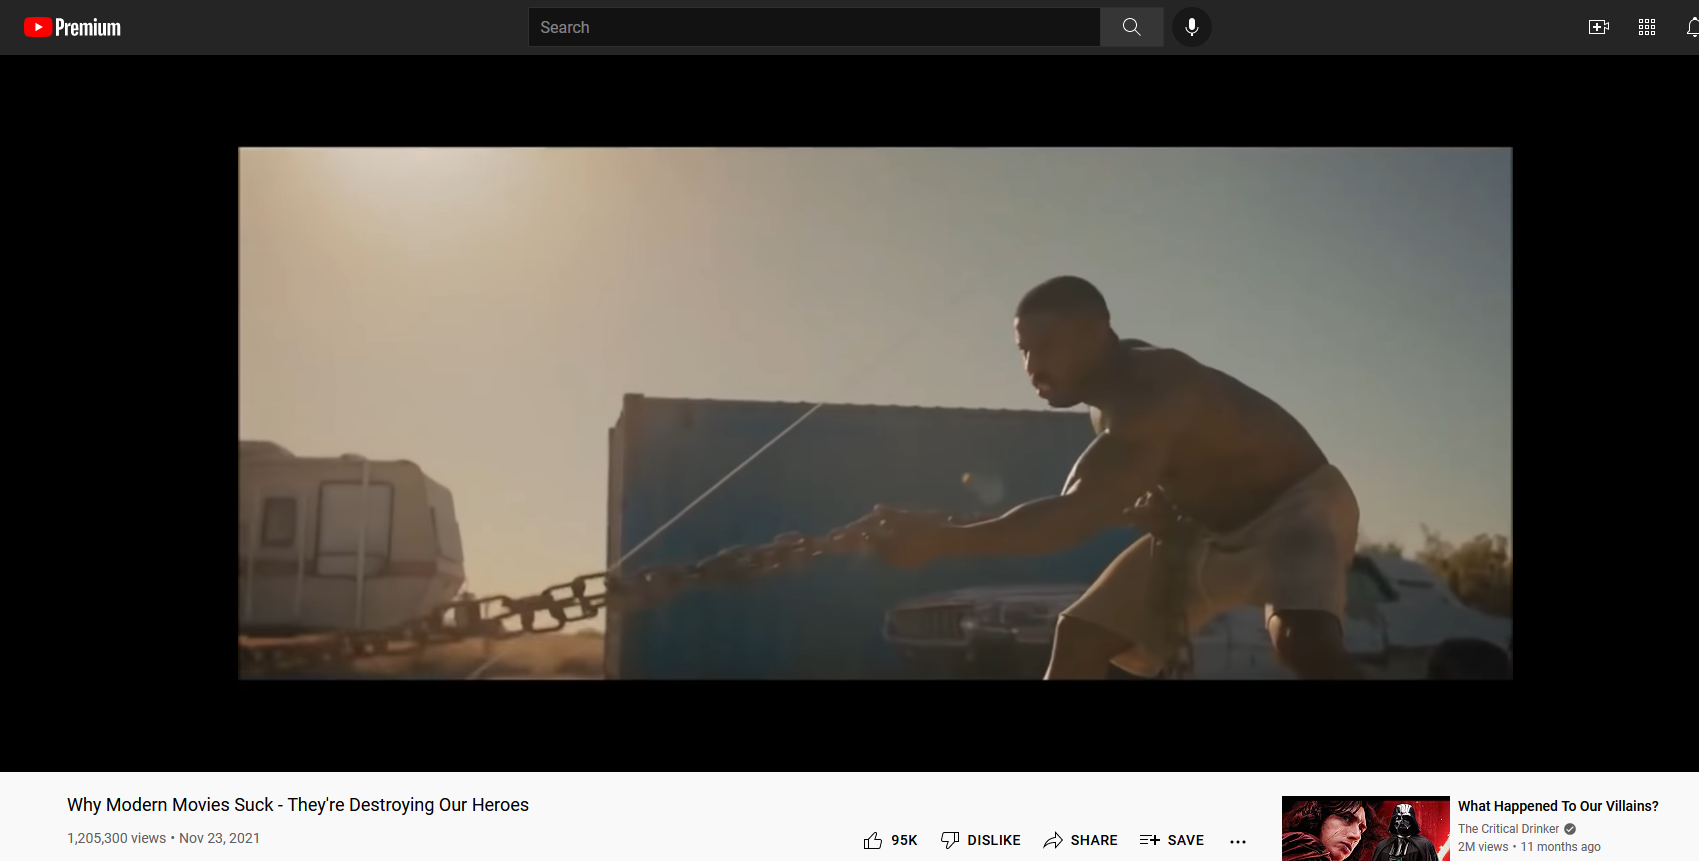 Premium
Search
Why Modern Movies Suck - They're Destroying Our Heroes
1,205,300 views • Nov 23, 2021
95K
DISLIKE
SHARE
SAVE
What Happened To Our Villains?
The Critical Drinker
2M views • 11 months ago